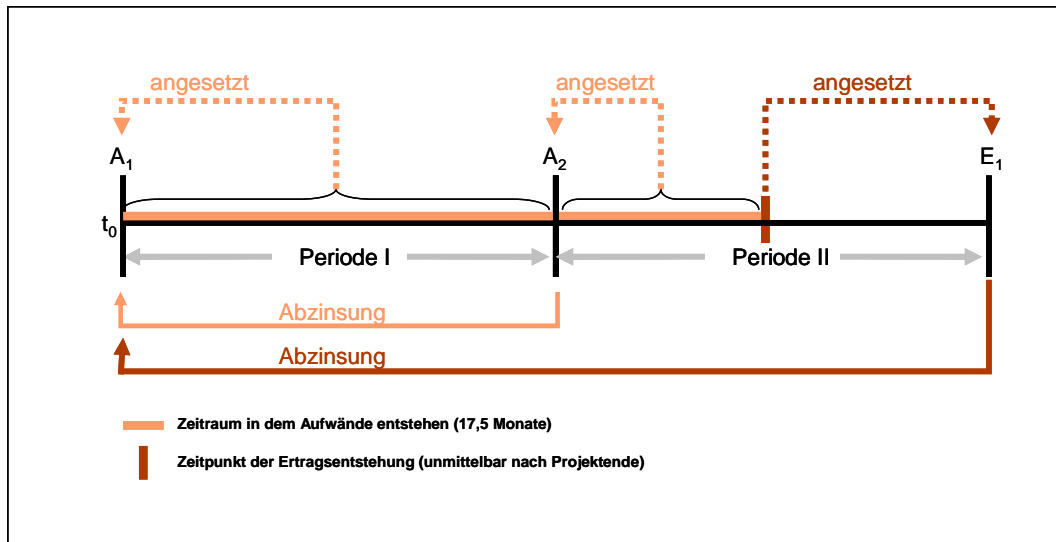 angesetzt
angesetzt
angesetzt
A₁
A₂
E₁
t₀
Periode I
Periode II
Abzinsung
Abzinsung
Zeitraum in dem Aufwände entstehen (17,5 Monate)
Zeitpunkt der Ertragsentstehung (unmittelbar nach Projektende)